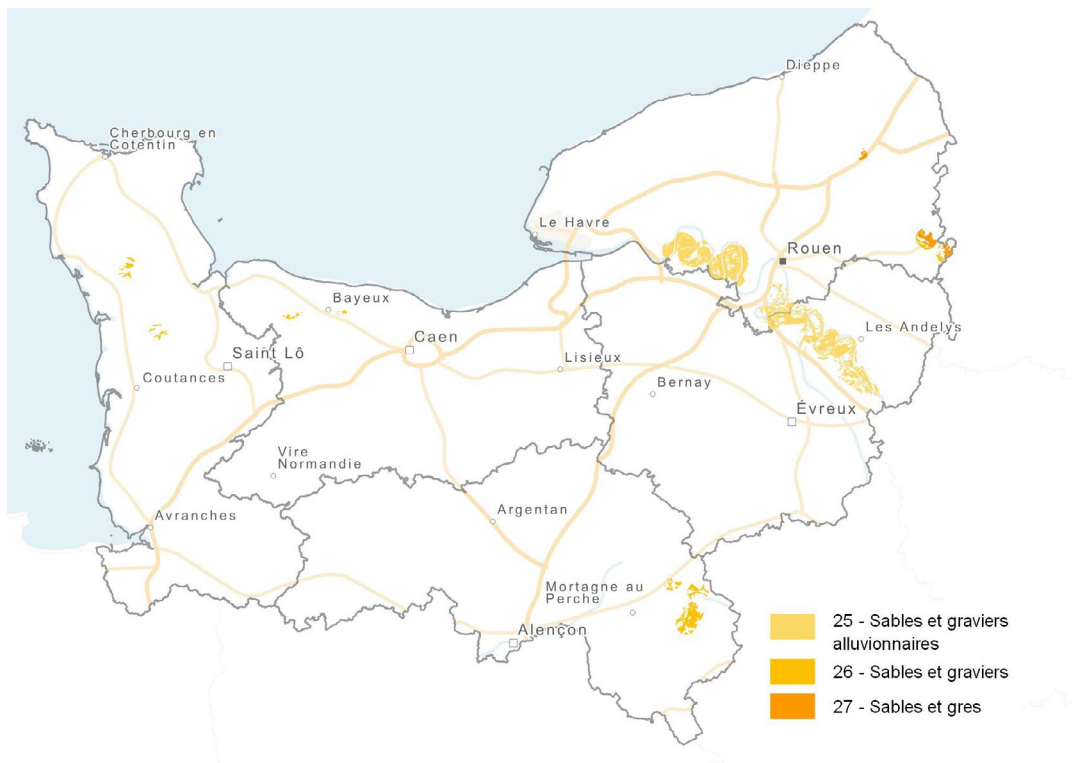 Dieppe
Cherbourg en
Cotentin
Le Havre
Rouen
Bayeux
Les Andelys
Caen
Saint Lô
Lisieux
Coutances
Bernay
Évreux
Vire
Normandie
Avranches
Argentan
Mortagne au
Perche
Alençon
25 - Sables et graviers
alluvionnaires
26 - Sables et graviers
27 - Sables et gres